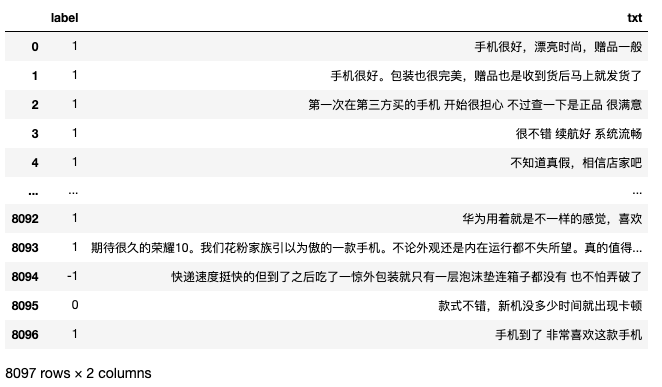 label txt
0 1 手机很好，漂亮时尚，赠品一般
1 1 手机很好。包装也很完美，赠品也是收到货后马上就发货了
2 1 第一次在第三方买的手机 开始很担心 不过查一下是正品 很满意
3 1 很不错 续航好 系统流畅
4 1 不知道真假，相信店家吧
... ... ...
8092 1 华为用着就是不一样的感觉，喜欢
8093 1 期待很久的荣耀10。我们花粉家族引以为傲的一款手机。不论外观还是内在运行都不失所望。真的值得...
8094 -1 快递速度挺快的但到了之后吃了一惊外包装就只有一层泡沫垫连箱子都没有 也不怕弄破了
8095 0 款式不错，新机没多少时间就出现卡顿
8096 1 手机到了 非常喜欢这款手机
8097 rows × 2 columns